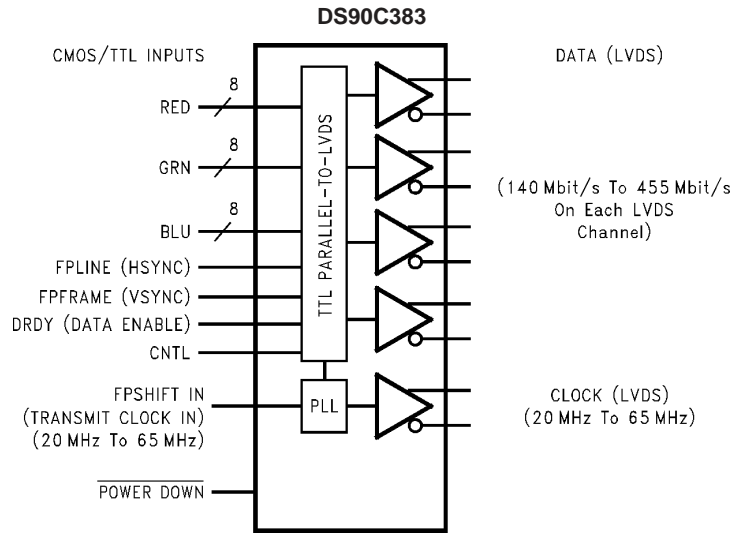 DS90C383
CMOS/TTL INPUTS
DATA (LVDS)
RED
8
GRN
8
BLU
8
FPLINE (HSYNC)
FPFRAME (VSYNC)
DRDY (DATA ENABLE)
CNTL
FPSHIFT IN
(TRANSMIT CLOCK IN)
(20 MHz To 65 MHz)
POWER DOWN
TTL PARALLEL-TO-LVDS
PLL
(140 Mbit/s To 455 Mbit/s
On Each LVDS
Channel)
CLOCK (LVDS)
(20 MHz To 65 MHz)